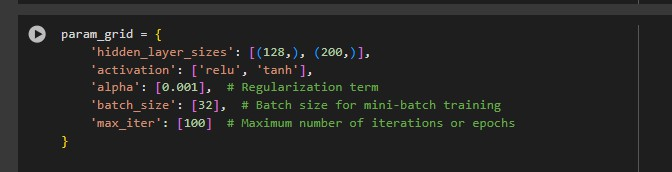 param_grid = {
    'hidden_layer_sizes': [(128,), (200,)],
    'activation': ['relu', 'tanh'],
    'alpha': [0.001],  # Regularization term
    'batch_size': [32],  # Batch size for mini-batch training
    'max_iter': [100]  # Maximum number of iterations or epochs
}